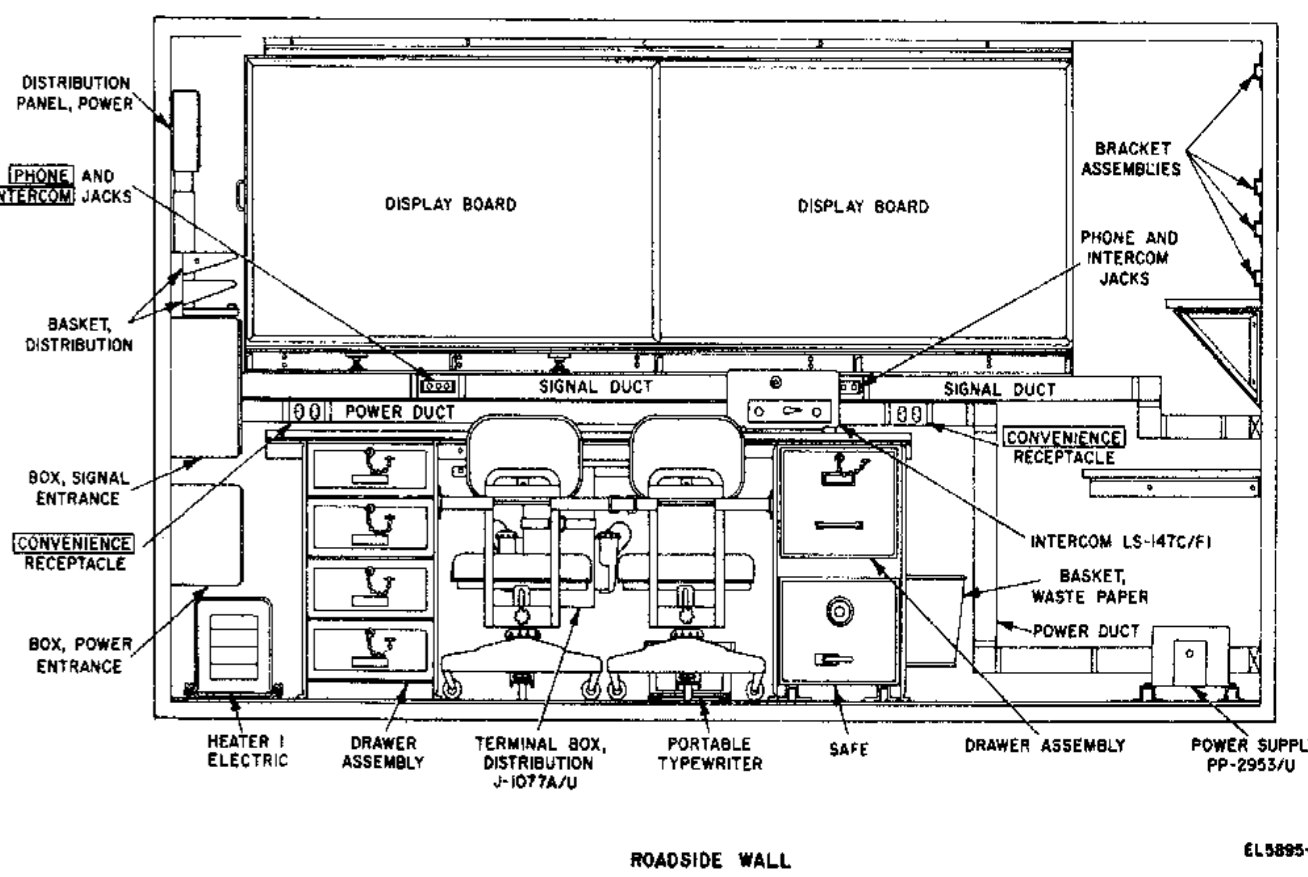 DISTRIBUTION
PANEL, POWER
PHONE AND
INTERCOM JACKS
BASKET,
DISTRIBUTION
BOX, SIGNAL
ENTRANCE
CONVENIENCE
RECEPTACLE
BOX, POWER
ENTRANCE
DISPLAY BOARD
DISPLAY BOARD
BRACKET
ASSEMBLIES
PHONE AND
INTERCOM
JACKS
SIGNAL DUCT
SIGNAL DUCT
POWER DUCT
CONVENIENCE
RECEPTACLE
INTERCOM LS-147C/FI
BASKET,
WASTE PAPER
POWER DUCT
HEATER I
ELECTRIC
DRAWER
ASSEMBLY
TERMINAL BOX,
DISTRIBUTION
J-1077A/U
PORTABLE
TYPEWRITER
SAFE
DRAWER ASSEMBLY
POWER SUPPL
PP-2953/U
ROADSIDE WALL
EL5895-